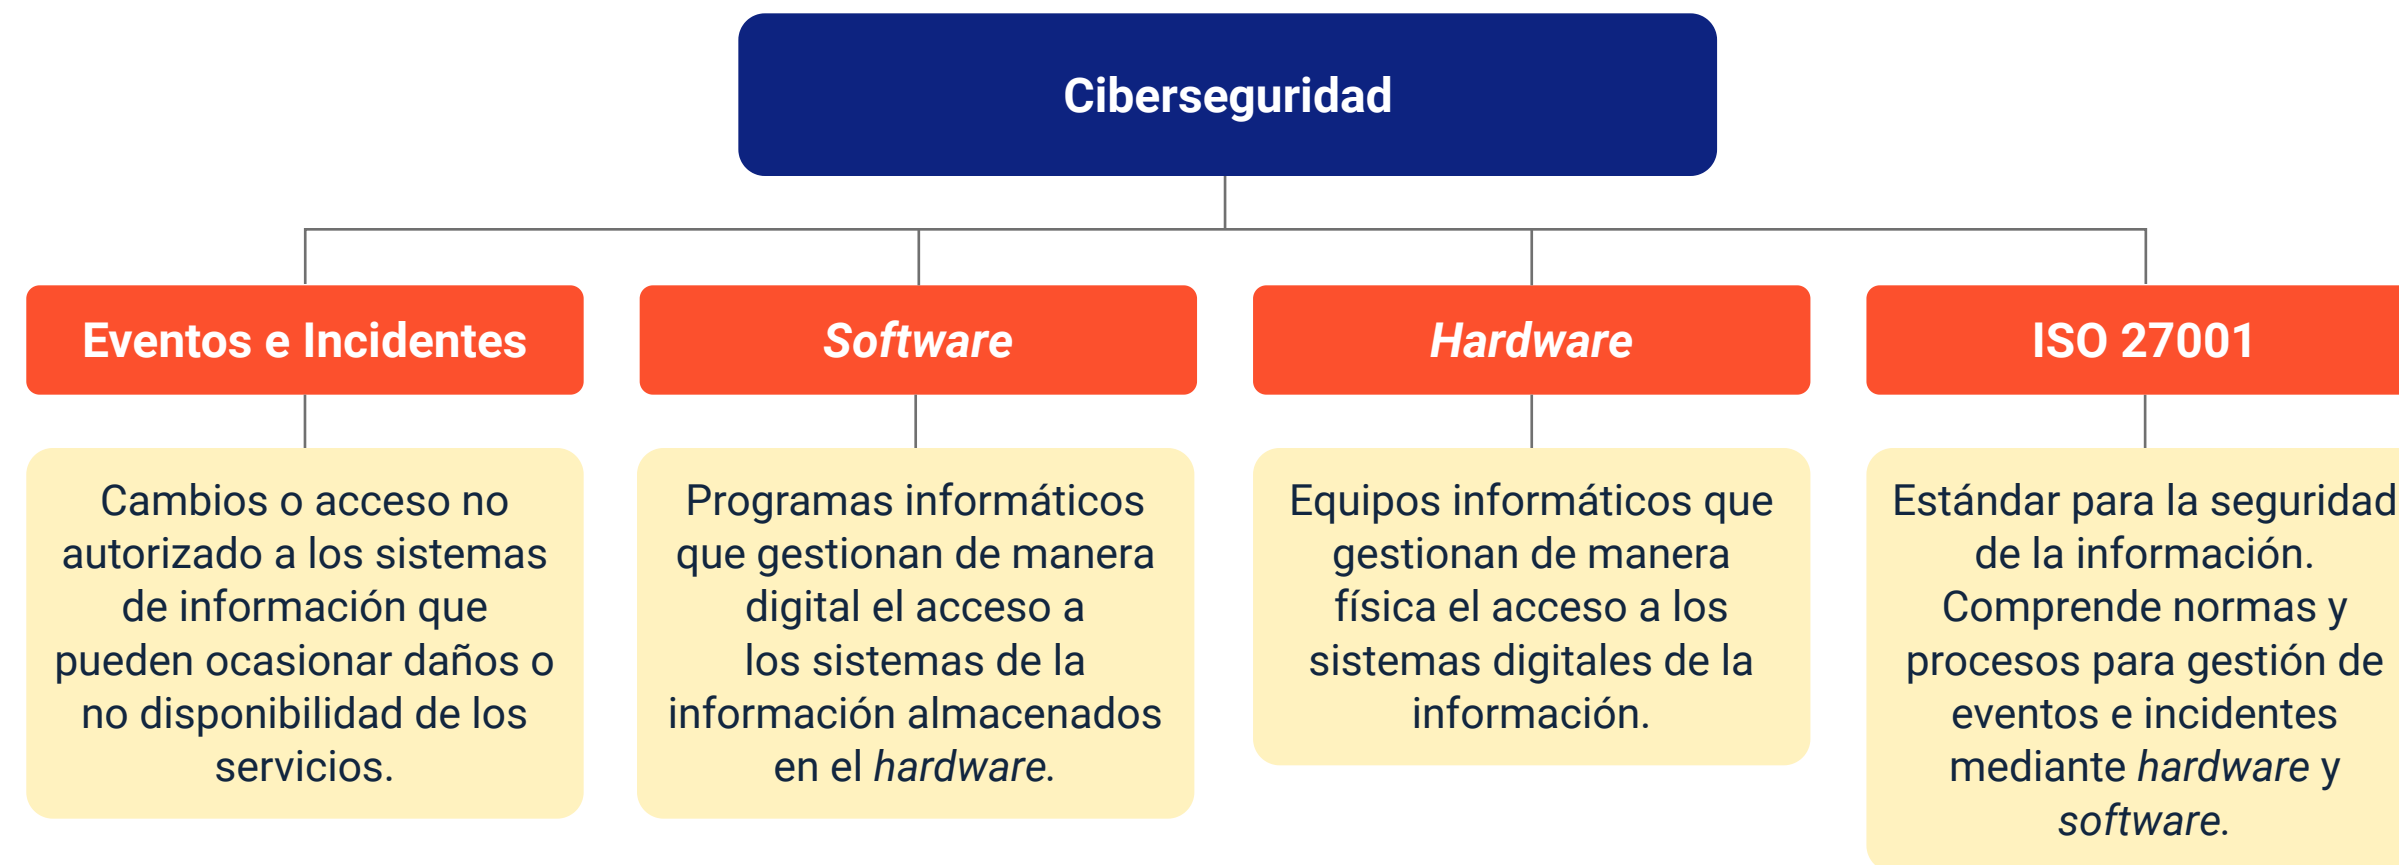 Ciberseguridad
Eventos e Incidentes
Software
Hardware
ISO 27001
Cambios o acceso no
autorizado a los sistemas
de información que
pueden ocasionar daños o
no disponibilidad de los
servicios.
Programas informáticos
que gestionan de manera
digital el acceso a
los sistemas de la
información almacenados
en el hardware.
Equipos informáticos que
gestionan de manera
física el acceso a los
sistemas digitales de la
información.
Estándar para la seguridad
de la información.
Comprende normas y
procesos para gestión de
eventos e incidentes
mediante hardware y
software.